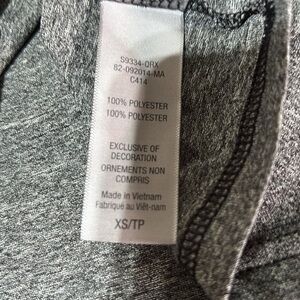 S9334-0RX
82-092014-MA
C414
100% POLYESTER
100% POLYESTER
EXCLUSIVE OF
DECORATION
ORNEMENTS NON
COMPRIS
Made in Vietnam
Fabriqué au Viêt-nam
XS/TP